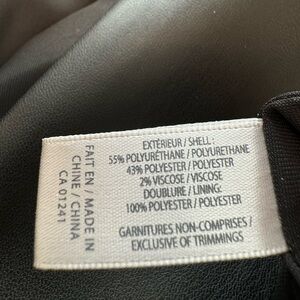 EXTÉRIEUR / SHELL:
55% POLYURÉTHANE / POLYURETHANE
43% POLYESTER / POLYESTER
2% VISCOSE / VISCOSE
DOUBLURE / LINING:
100% POLYESTER / POLYESTER
GARNITURES NON-COMPRISES /
EXCLUSIVE OF TRIMMINGS
FAIT EN / MADE IN
CHINE / CHINA
CA 01241